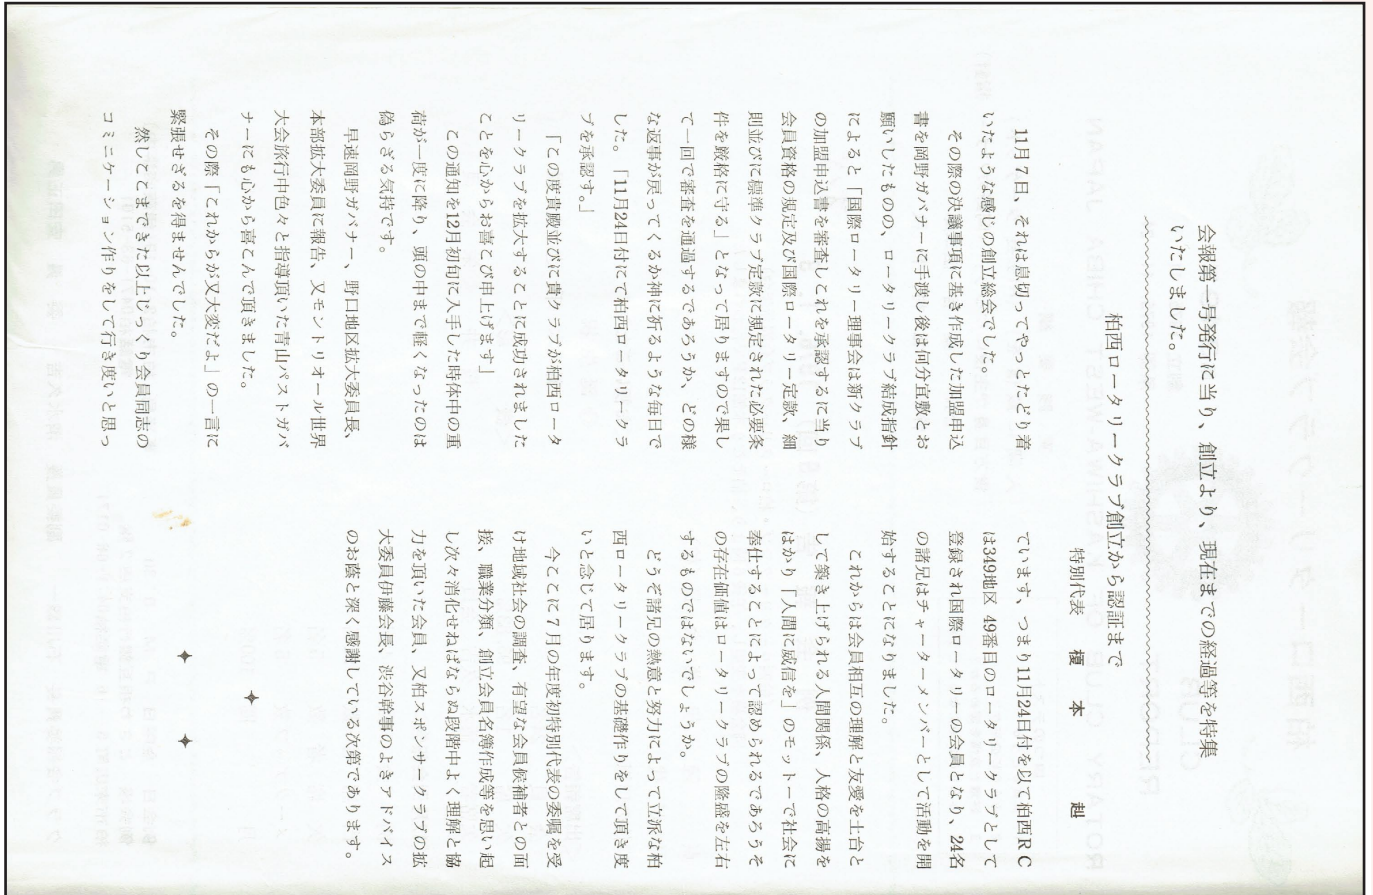 会報第一号発行に当り、創立より、現在までの経過等を特集
いたしました。
柏西ロータリークラブ創立から認証まで
特別代表 榎本 赳
11月7日、それは息切ってやっとたどり着
いたような感じの創立総会でした。
その際の決議事項に基き作成した加盟申込
書を岡野ガバナーに手渡し後は何分宜敷とお
願いしたものの、ロータリークラブ結成指針
によると「国際ロータリー理事会は新クラブ
の加盟申込書を審査しこれを承認するに当り
会員資格の規定及び国際ロータリー定款、細
則並びに標準クラブ定款に規定された必要条
件を厳格に守る」となって居りますので果し
て一回で審査を通過するであろうか、どの様
な返事が戻ってくるか神に祈るような毎日で
した。「11月24日付にて柏西ロータリークラ
ブを承認す。」
「この度貴殿並びに貴クラブが柏西ロータ
リークラブを拡大することに成功されました
ことを心からお喜こび申上げます」
この通知を12月初旬に入手した時体中の重
荷が一度に降り、頭の中まで軽くなったのは
偽らざる気持です。
早速岡野ガバナー、野口地区拡大委員長、
本部拡大委員に報告、又モントリオール世界
大会旅行中色々と指導頂いた青山パストガバ
ナーにも心から喜こんで頂きました。
その際「これからが又大変だよ」の一言に
緊張せざるを得ませんでした。
然しここまできた以上じっくり会員同志の
コミニケーション作りをして行き度いと思っ
ています、つまり11月24日付を以て柏西RC
は349地区 49番目のロータリークラブとして
登録され国際ロータリーの会員となり、24名
の諸兄はチャーターメンバーとして活動を開
始することになりました。
これからは会員相互の理解と友愛を土台と
して築き上げられる人間関係、人格の高揚を
はかり「人間に威信を」のモットーで社会に
奉仕することによって認められるであろうそ
の存在価値はロータリークラブの隆盛を左右
するものではないでしょうか。
どうぞ諸兄の熱意と努力によって立派な柏
西ロータリークラブの基礎作りをして頂き度
いと念じて居ります。
今ここに7月の年度初特別代表の委嘱を受
け地域社会の調査、有望な会員候補者との面
接、職業分類、創立会員名簿作成等を思い起
し次々消化せねばならぬ段階中よく理解と協
力を頂いた会員、又柏スポンサークラブの拡
大委員伊藤会長、渋谷幹事のよきアドバイス
のお蔭と深く感謝している次第であります。